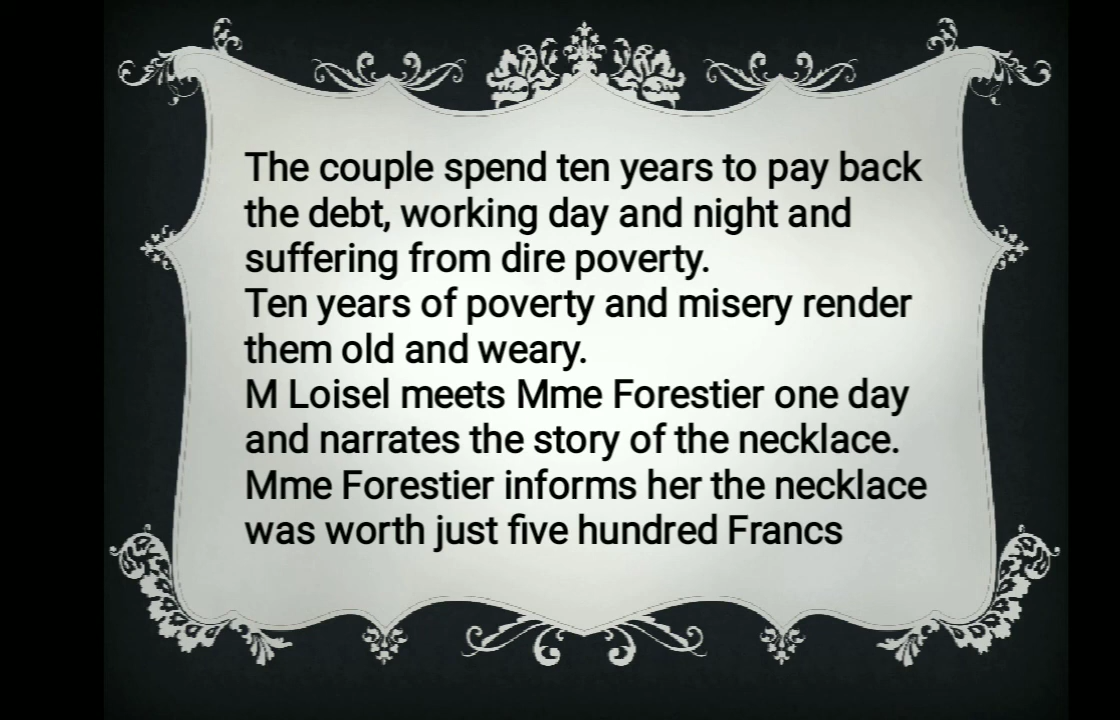 The couple spend ten years to pay back
the debt, working day and night and
suffering from dire poverty.
Ten years of poverty and misery render
them old and weary.
M Loisel meets Mme Forestier one day
and narrates the story of the necklace.
Mme Forestier informs her the necklace
was worth just five hundred Francs